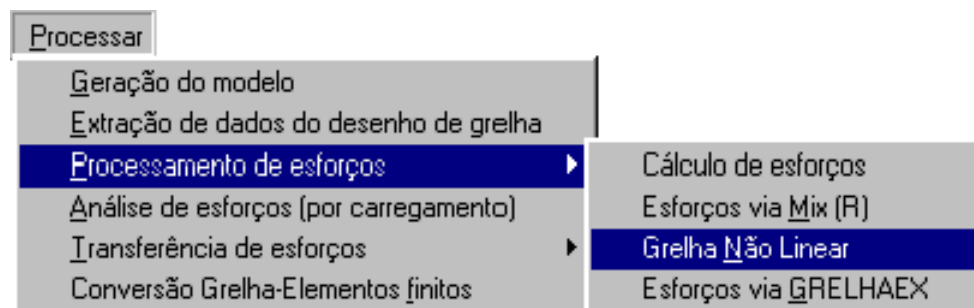 Processar
Geração do modelo
Extração de dados do desenho de grelha
Processamento de esforços
Análise de esforços (por carregamento)
Transferência de esforços
Conversão Grelha-Elementos finitos
Cálculo de esforços
Esforços via Mix (R)
Grelha Não Linear
Esforços via GRELHAEX